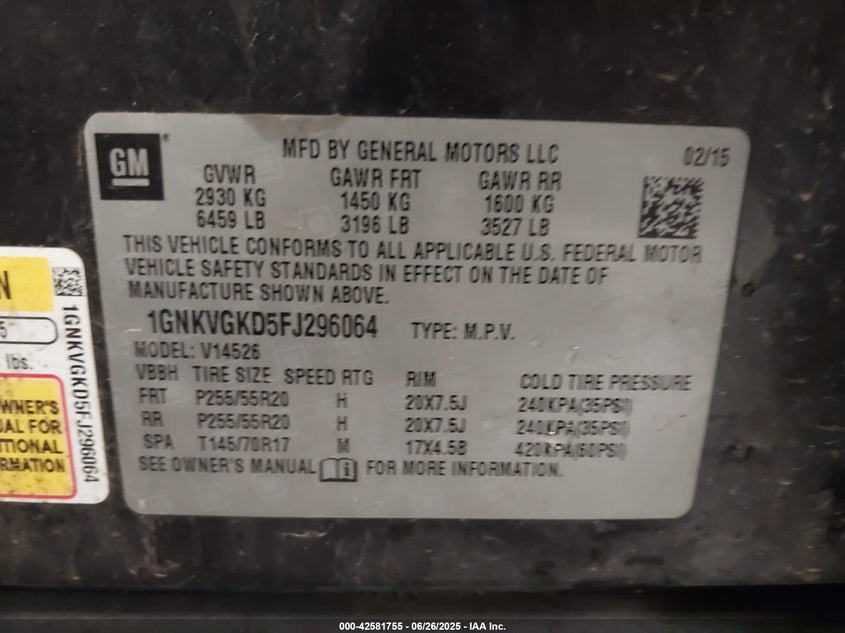 GM
MFD BY GENERAL MOTORS LLC 02/15
GVWR GAWR FRT GAWR RR
2930 KG 1450 KG 1600 KG
6459 LB 3196 LB 3527 LB
THIS VEHICLE CONFORMS TO ALL APPLICABLE U.S. FEDERAL MOTOR
VEHICLE SAFETY STANDARDS IN EFFECT ON THE DATE OF
MANUFACTURE SHOWN ABOVE.
1GNKVGKD5FJ296064 TYPE: M.P.V.
MODEL: V14526
VBBH TIRE SIZE SPEED RTG RIM COLD TIRE PRESSURE
FRT P255/55R20 H 20X7.5J 240KPA(35PSI)
RR P255/55R20 H 20X7.5J 240KPA(35PSI)
SPA T145/70R17 M 17X4.5B 420KPA(60PSI)
SEE OWNER'S MANUAL FOR MORE INFORMATION.
N
5
lbs.
WNER'S
UAL FOR
ITIONAL
RMATION
1GNKVGKD5FJ296064
000-42581755 - 06/26/2025 - IAA Inc.